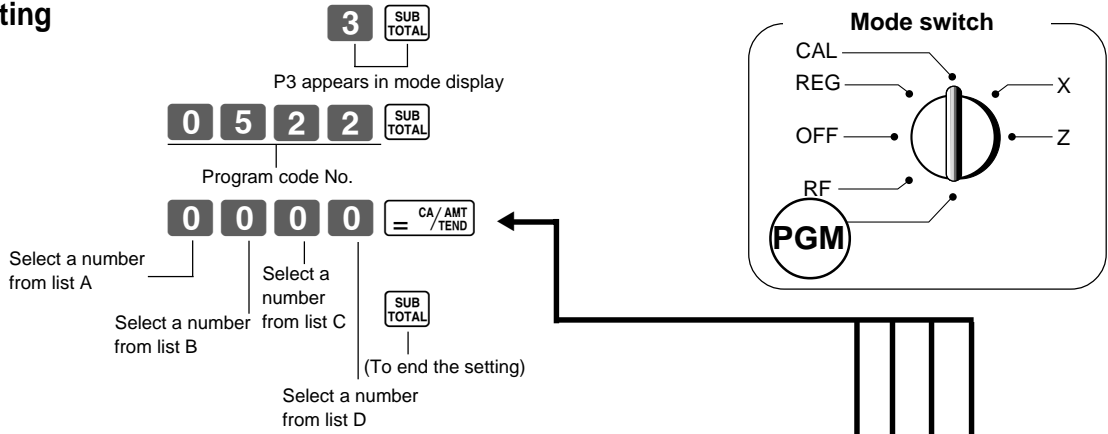 ting
3 SUB TOTAL
P3 appears in mode display
0 5 2 2 SUB TOTAL
Program code No.
0 0 0 0 = CA/AMT/TEND
Select a number
from list A
Select a number
from list B
Select a
number
from list C
SUB TOTAL
(To end the setting)
Select a number
from list D
Mode switch
CAL
REG
OFF
RF
PGM
X
Z